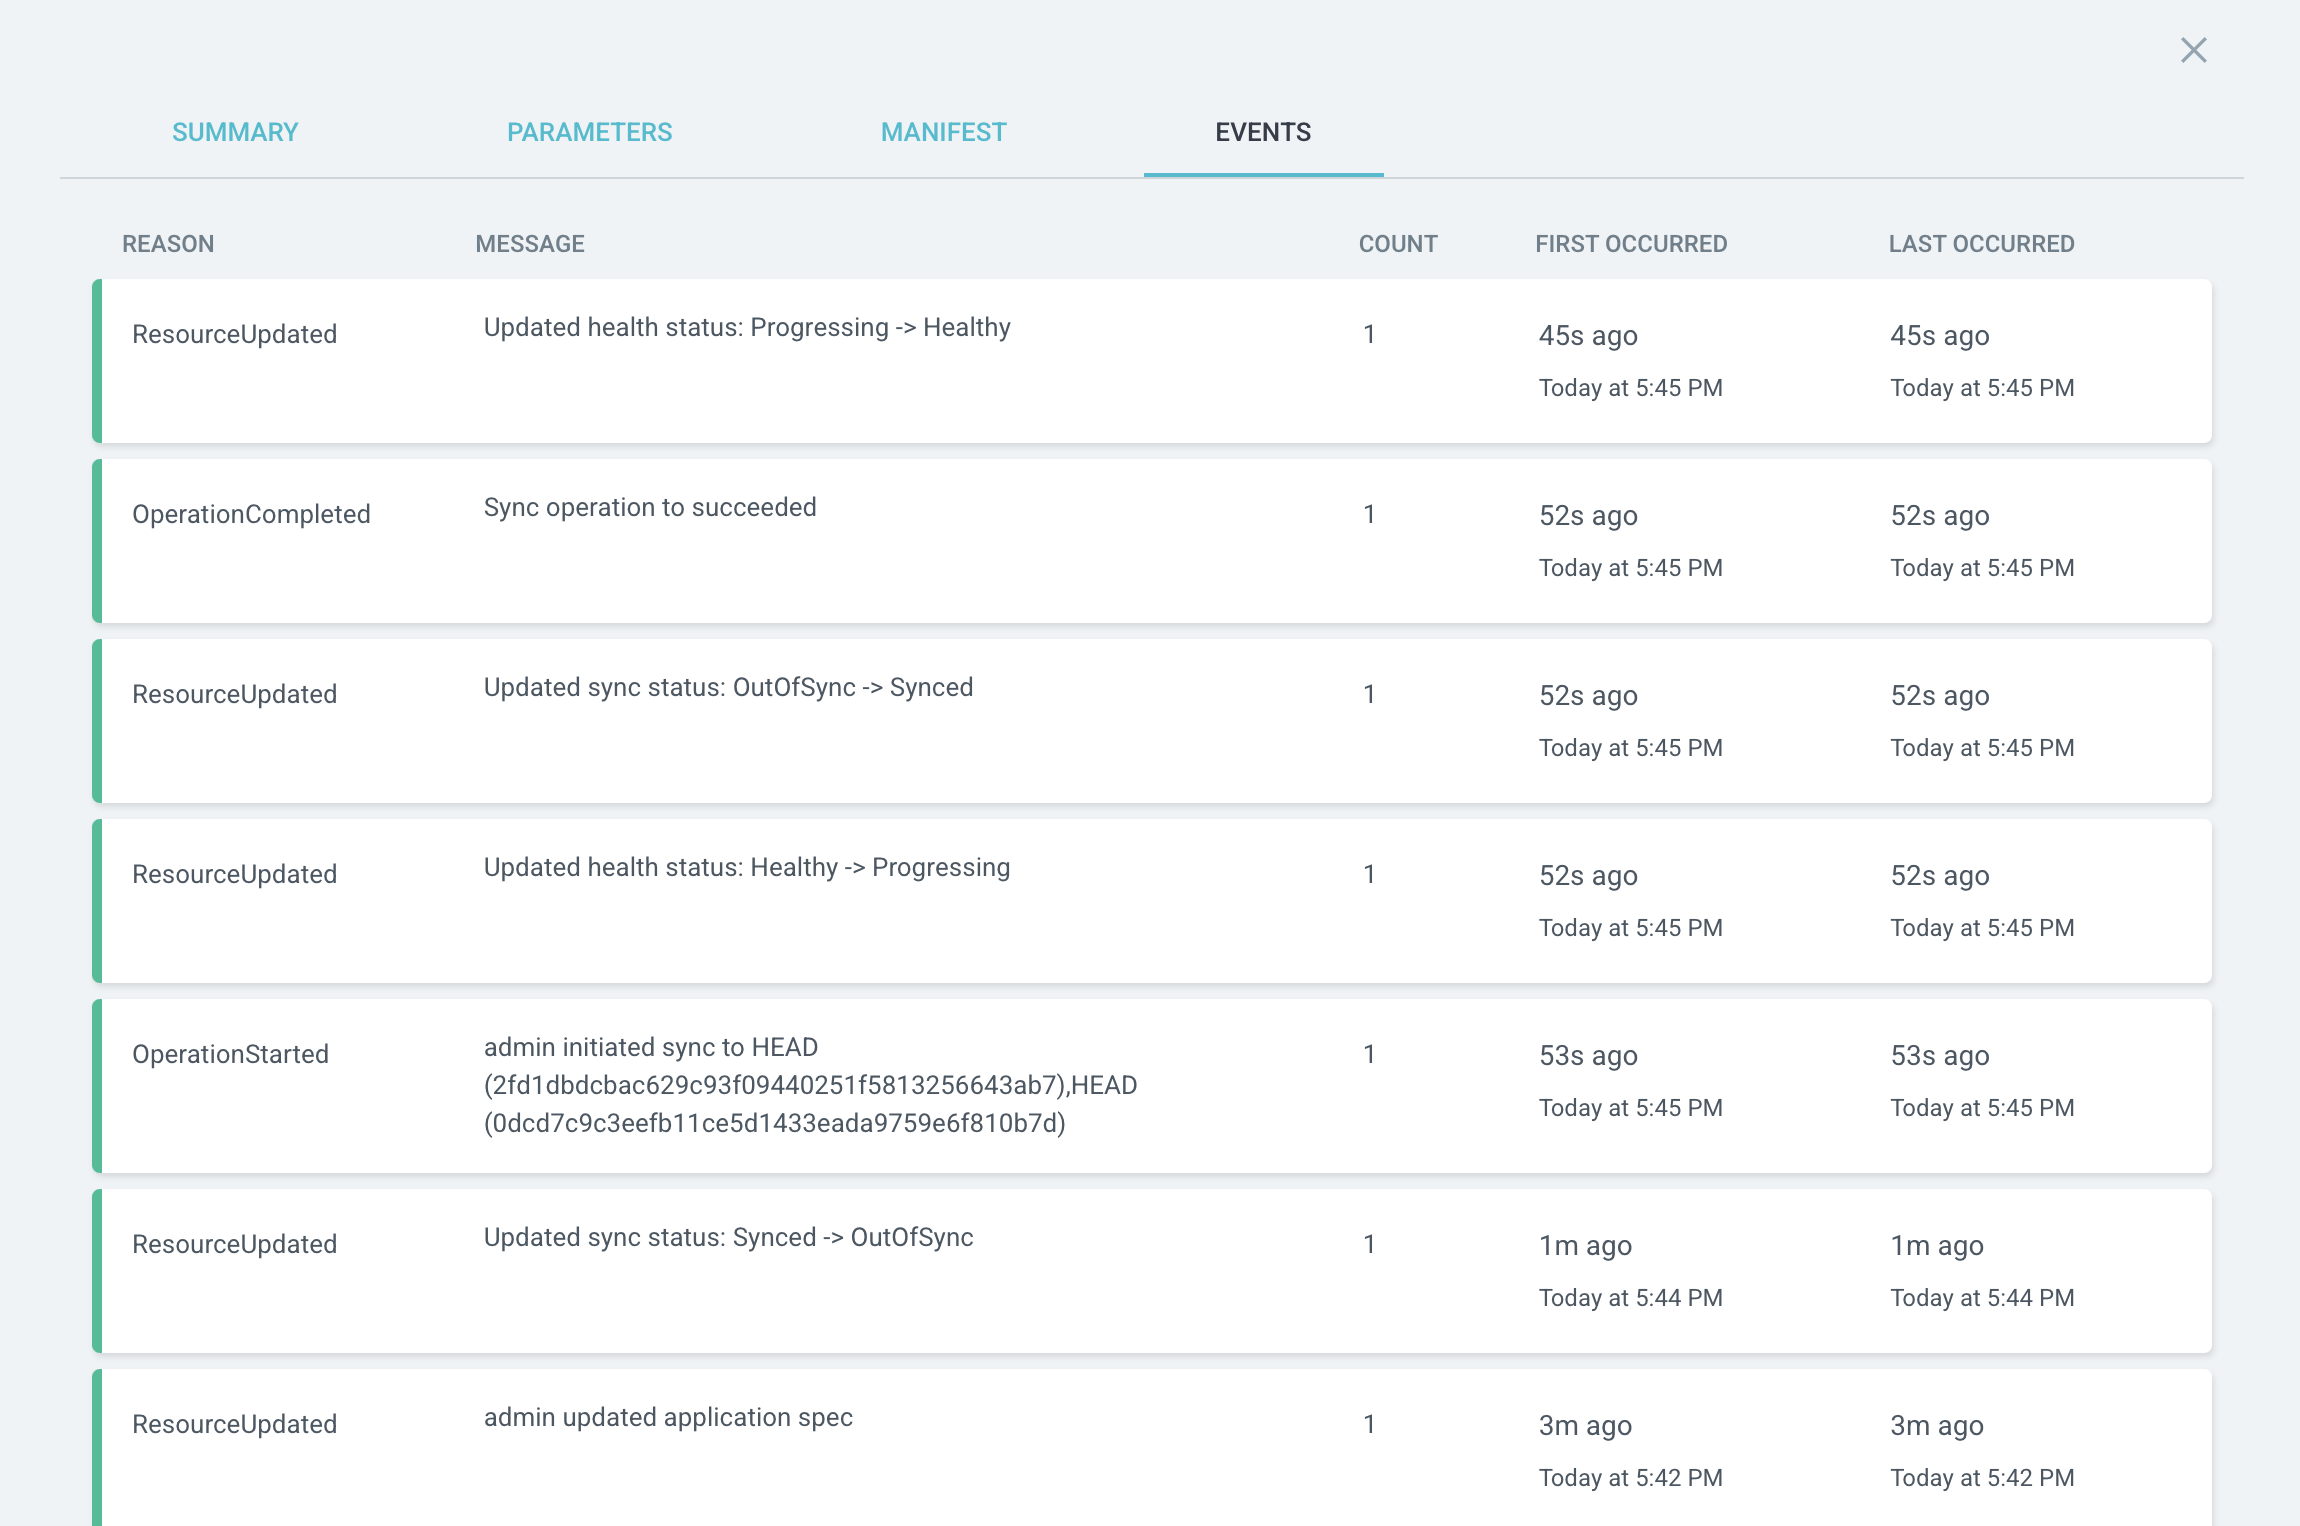 SUMMARY PARAMETERS MANIFEST EVENTS
REASON MESSAGE COUNT FIRST OCCURRED LAST OCCURRED
ResourceUpdated Updated health status: Progressing -> Healthy 1 45s ago 45s ago
Today at 5:45 PM Today at 5:45 PM
OperationCompleted Sync operation to succeeded 1 52s ago 52s ago
Today at 5:45 PM Today at 5:45 PM
ResourceUpdated Updated sync status: OutOfSync -> Synced 1 52s ago 52s ago
Today at 5:45 PM Today at 5:45 PM
ResourceUpdated Updated health status: Healthy -> Progressing 1 52s ago 52s ago
Today at 5:45 PM Today at 5:45 PM
OperationStarted admin initiated sync to HEAD 1 53s ago 53s ago
(2fd1dbdcbac629c93f09440251f5813256643ab7),HEAD
(0dcd7c9c3eefb11ce5d1433eada9759e6f810b7d) Today at 5:45 PM Today at 5:45 PM
ResourceUpdated Updated sync status: Synced -> OutOfSync 1 1m ago 1m ago
Today at 5:44 PM Today at 5:44 PM
ResourceUpdated admin updated application spec 1 3m ago 3m ago
Today at 5:42 PM Today at 5:42 PM